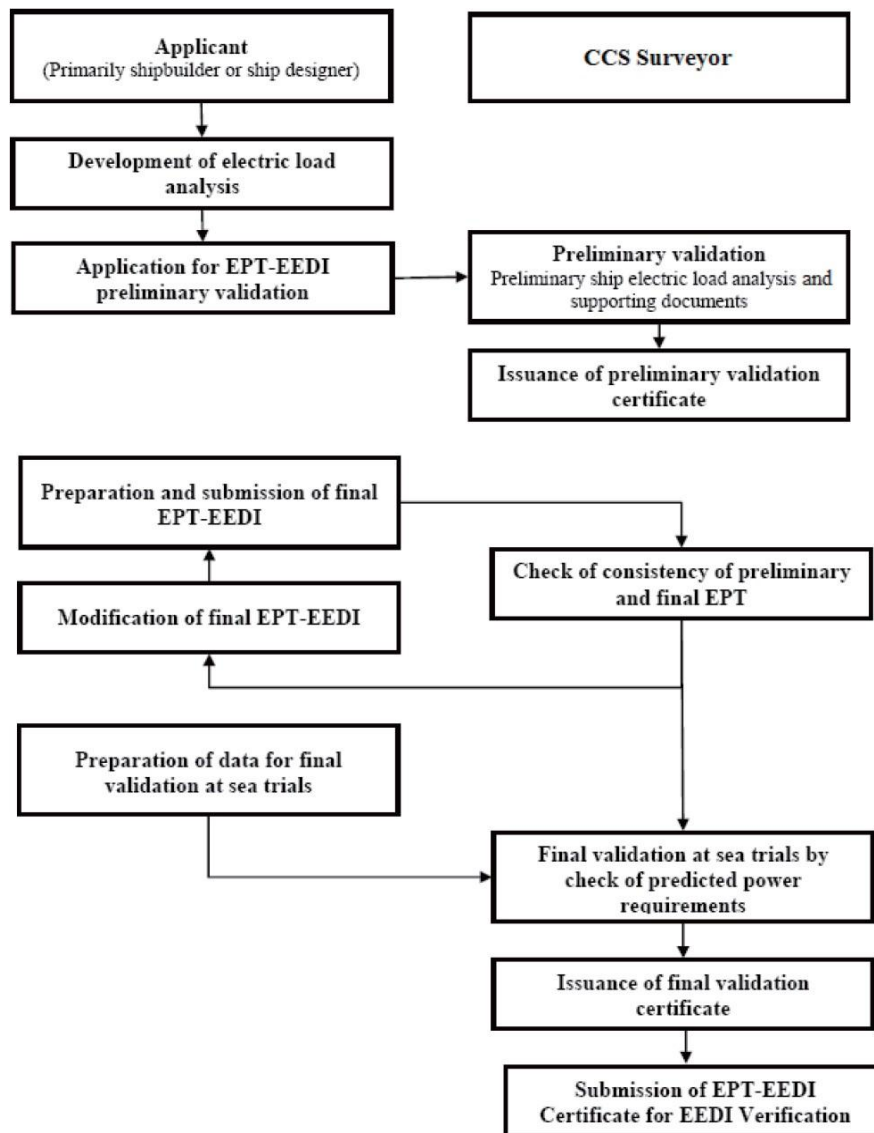 Applicant
(Primarily shipbuilder or ship designer)
CCS Surveyor
Development of electric load
analysis
Application for EPT-EEDI
preliminary validation
Preliminary validation
Preliminary ship electric load analysis and
supporting documents
Issuance of preliminary validation
certificate
Preparation and submission of final
EPT-EEDI
Check of consistency of preliminary
and final EPT
Modification of final EPT-EEDI
Preparation of data for final
validation at sea trials
Final validation at sea trials by
check of predicted power
requirements
Issuance of final validation
certificate
Submission of EPT-EEDI
Certificate for EEDI Verification